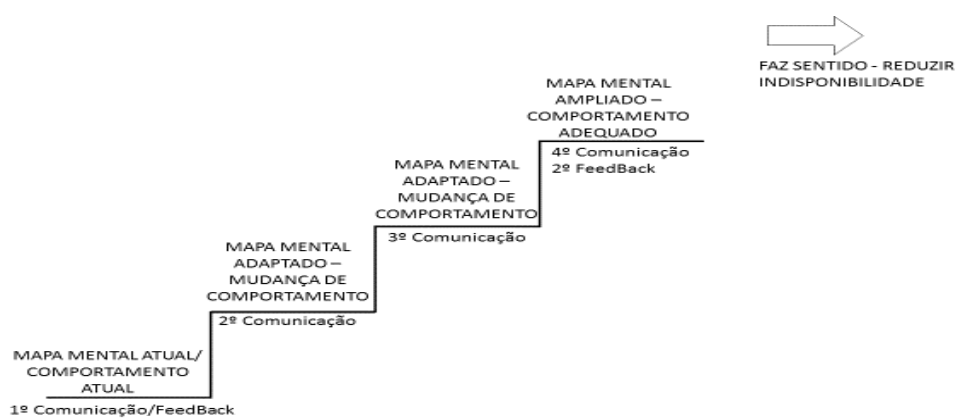 FAZ SENTIDO - REDUZIR
INDISPONIBILIDADE
MAPA MENTAL
AMPLIADO –
COMPORTAMENTO
ADEQUADO
4º Comunicação
2º FeedBack
MAPA MENTAL
ADAPTADO –
MUDANÇA DE
COMPORTAMENTO
3º Comunicação
MAPA MENTAL
ADAPTADO –
MUDANÇA DE
COMPORTAMENTO
2º Comunicação
MAPA MENTAL ATUAL/
COMPORTAMENTO
ATUAL
1º Comunicação/FeedBack